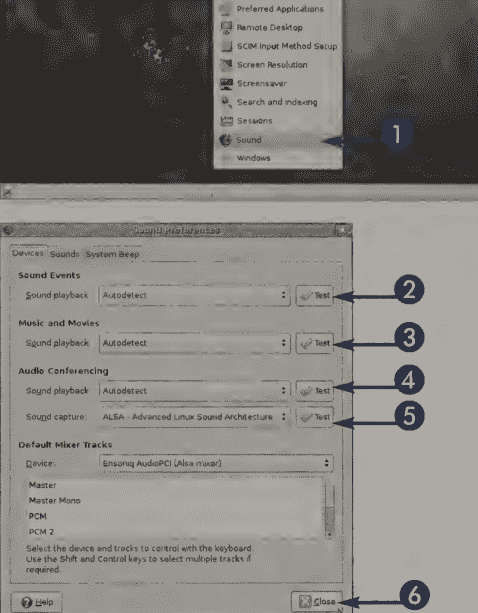 Preferred Applications
Remote Desktop
SCIM Input Method Setup
Screen Resolution
Screensaver
Search and Indexing
Sessions
Sound
1
Windows
Sound Preferences
Devices Sounds System Beep
Sound Events
Sound playback Autodetect Test 2
Music and Movies
Sound playback Autodetect Test 3
Audio Conferencing
Sound playback Autodetect Test 4
Sound capture: ALSA - Advanced Linux Sound Architecture Test 5
Default Mixer Tracks
Device: Ensoniq AudioPCI (Alsa mixer)
Master
Master Mono
PCM
PCM 2
Select the device and tracks to control with the keyboard.
Use the Shift and Control keys to select multiple tracks if
required.
Help Close 6